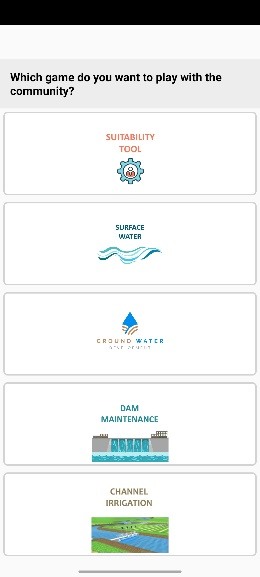 Which game do you want to play with the
community?
SUITABILITY
TOOL
SURFACE
WATER
GROUND WATER
DEVELOPMENT
DAM
MAINTENANCE
CHANNEL
IRRIGATION